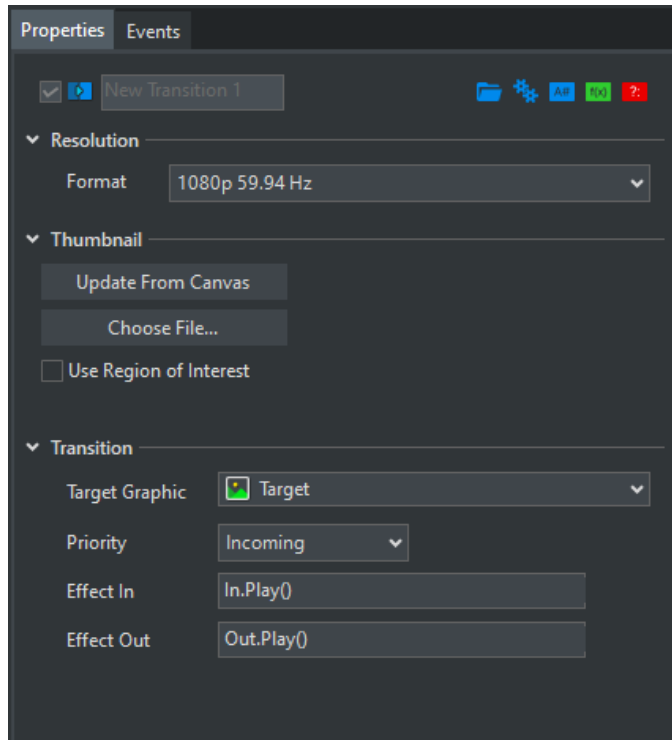 Properties Events
New Transition 1 A# f(x) ?:
Resolution
Format 1080p 59.94 Hz
Thumbnail
Update From Canvas
Choose File...
Use Region of Interest
Transition
Target Graphic Target
Priority Incoming
Effect In In.Play()
Effect Out Out.Play()